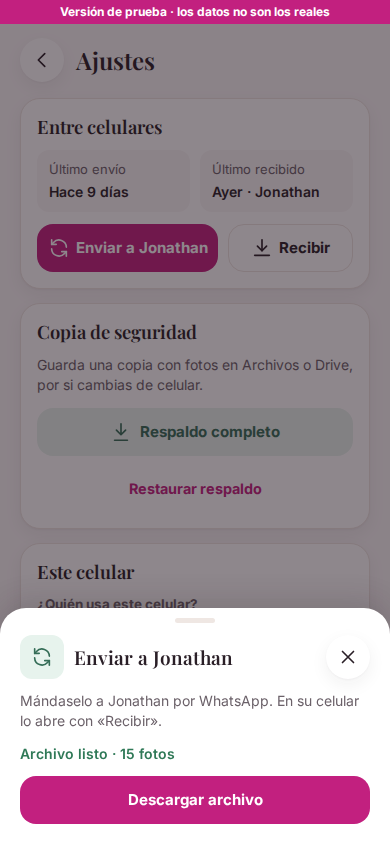 Versión de prueba · los datos no son los reales
Ajustes
Entre celulares
Último envío
Hace 9 días
Último recibido
Ayer · Jonathan
Enviar a Jonathan
Recibir
Copia de seguridad
Guarda una copia con fotos en Archivos o Drive,
por si cambias de celular.
Respaldo completo
Restaurar respaldo
Este celular
¿Quién usa este celular?
Enviar a Jonathan
Mándaselo a Jonathan por WhatsApp. En su celular
lo abre con «Recibir».
Archivo listo · 15 fotos
Descargar archivo